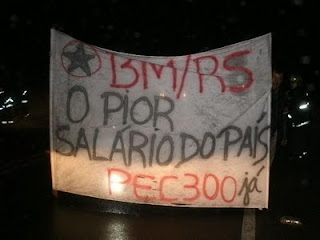 BM/RS
O PIOR
SALÁRIO DO PAÍS
PEC300 já